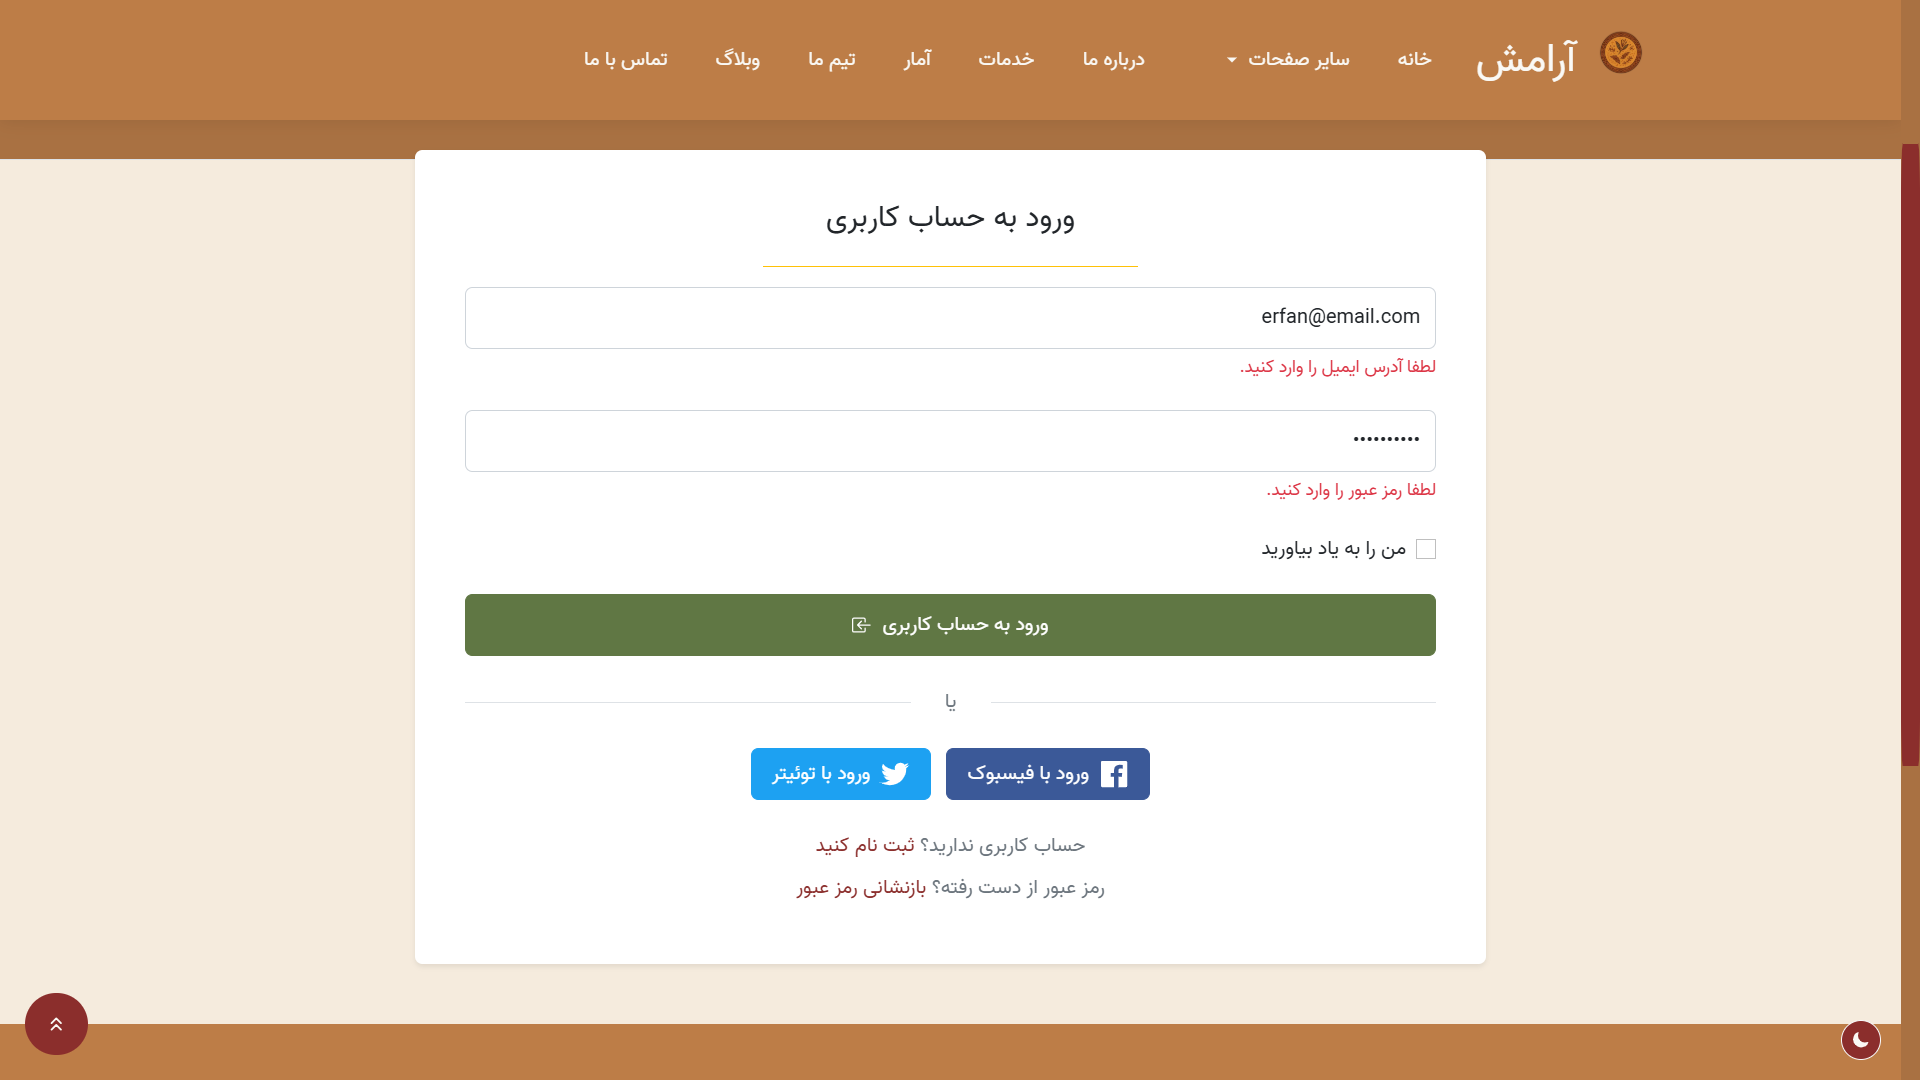 آرامش
خانه
سایر صفحات
درباره ما
خدمات
آمار
تیم ما
وبلاگ
تماس با ما
ورود به حساب کاربری
erfan@email.com
لطفا آدرس ایمیل را وارد کنید.
••••••••••
لطفا رمز عبور را وارد کنید.
من را به یاد بیاورید
ورود به حساب کاربری
یا
ورود با فیسبوک
ورود با توئیتر
حساب کاربری ندارید؟ ثبت نام کنید
رمز عبور از دست رفته؟ بازنشانی رمز عبور